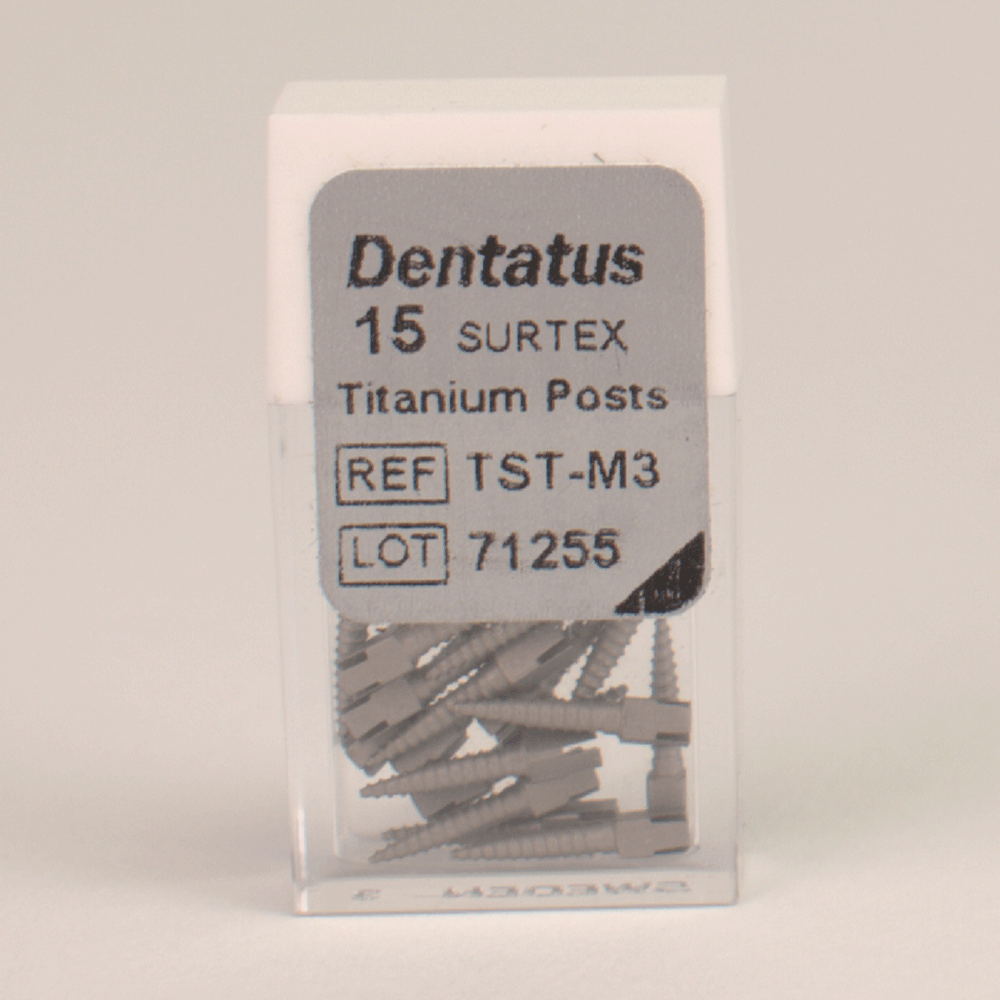 Dentatus
15 SURTEX
Titanium Posts
REF TST-M3
LOT 71255